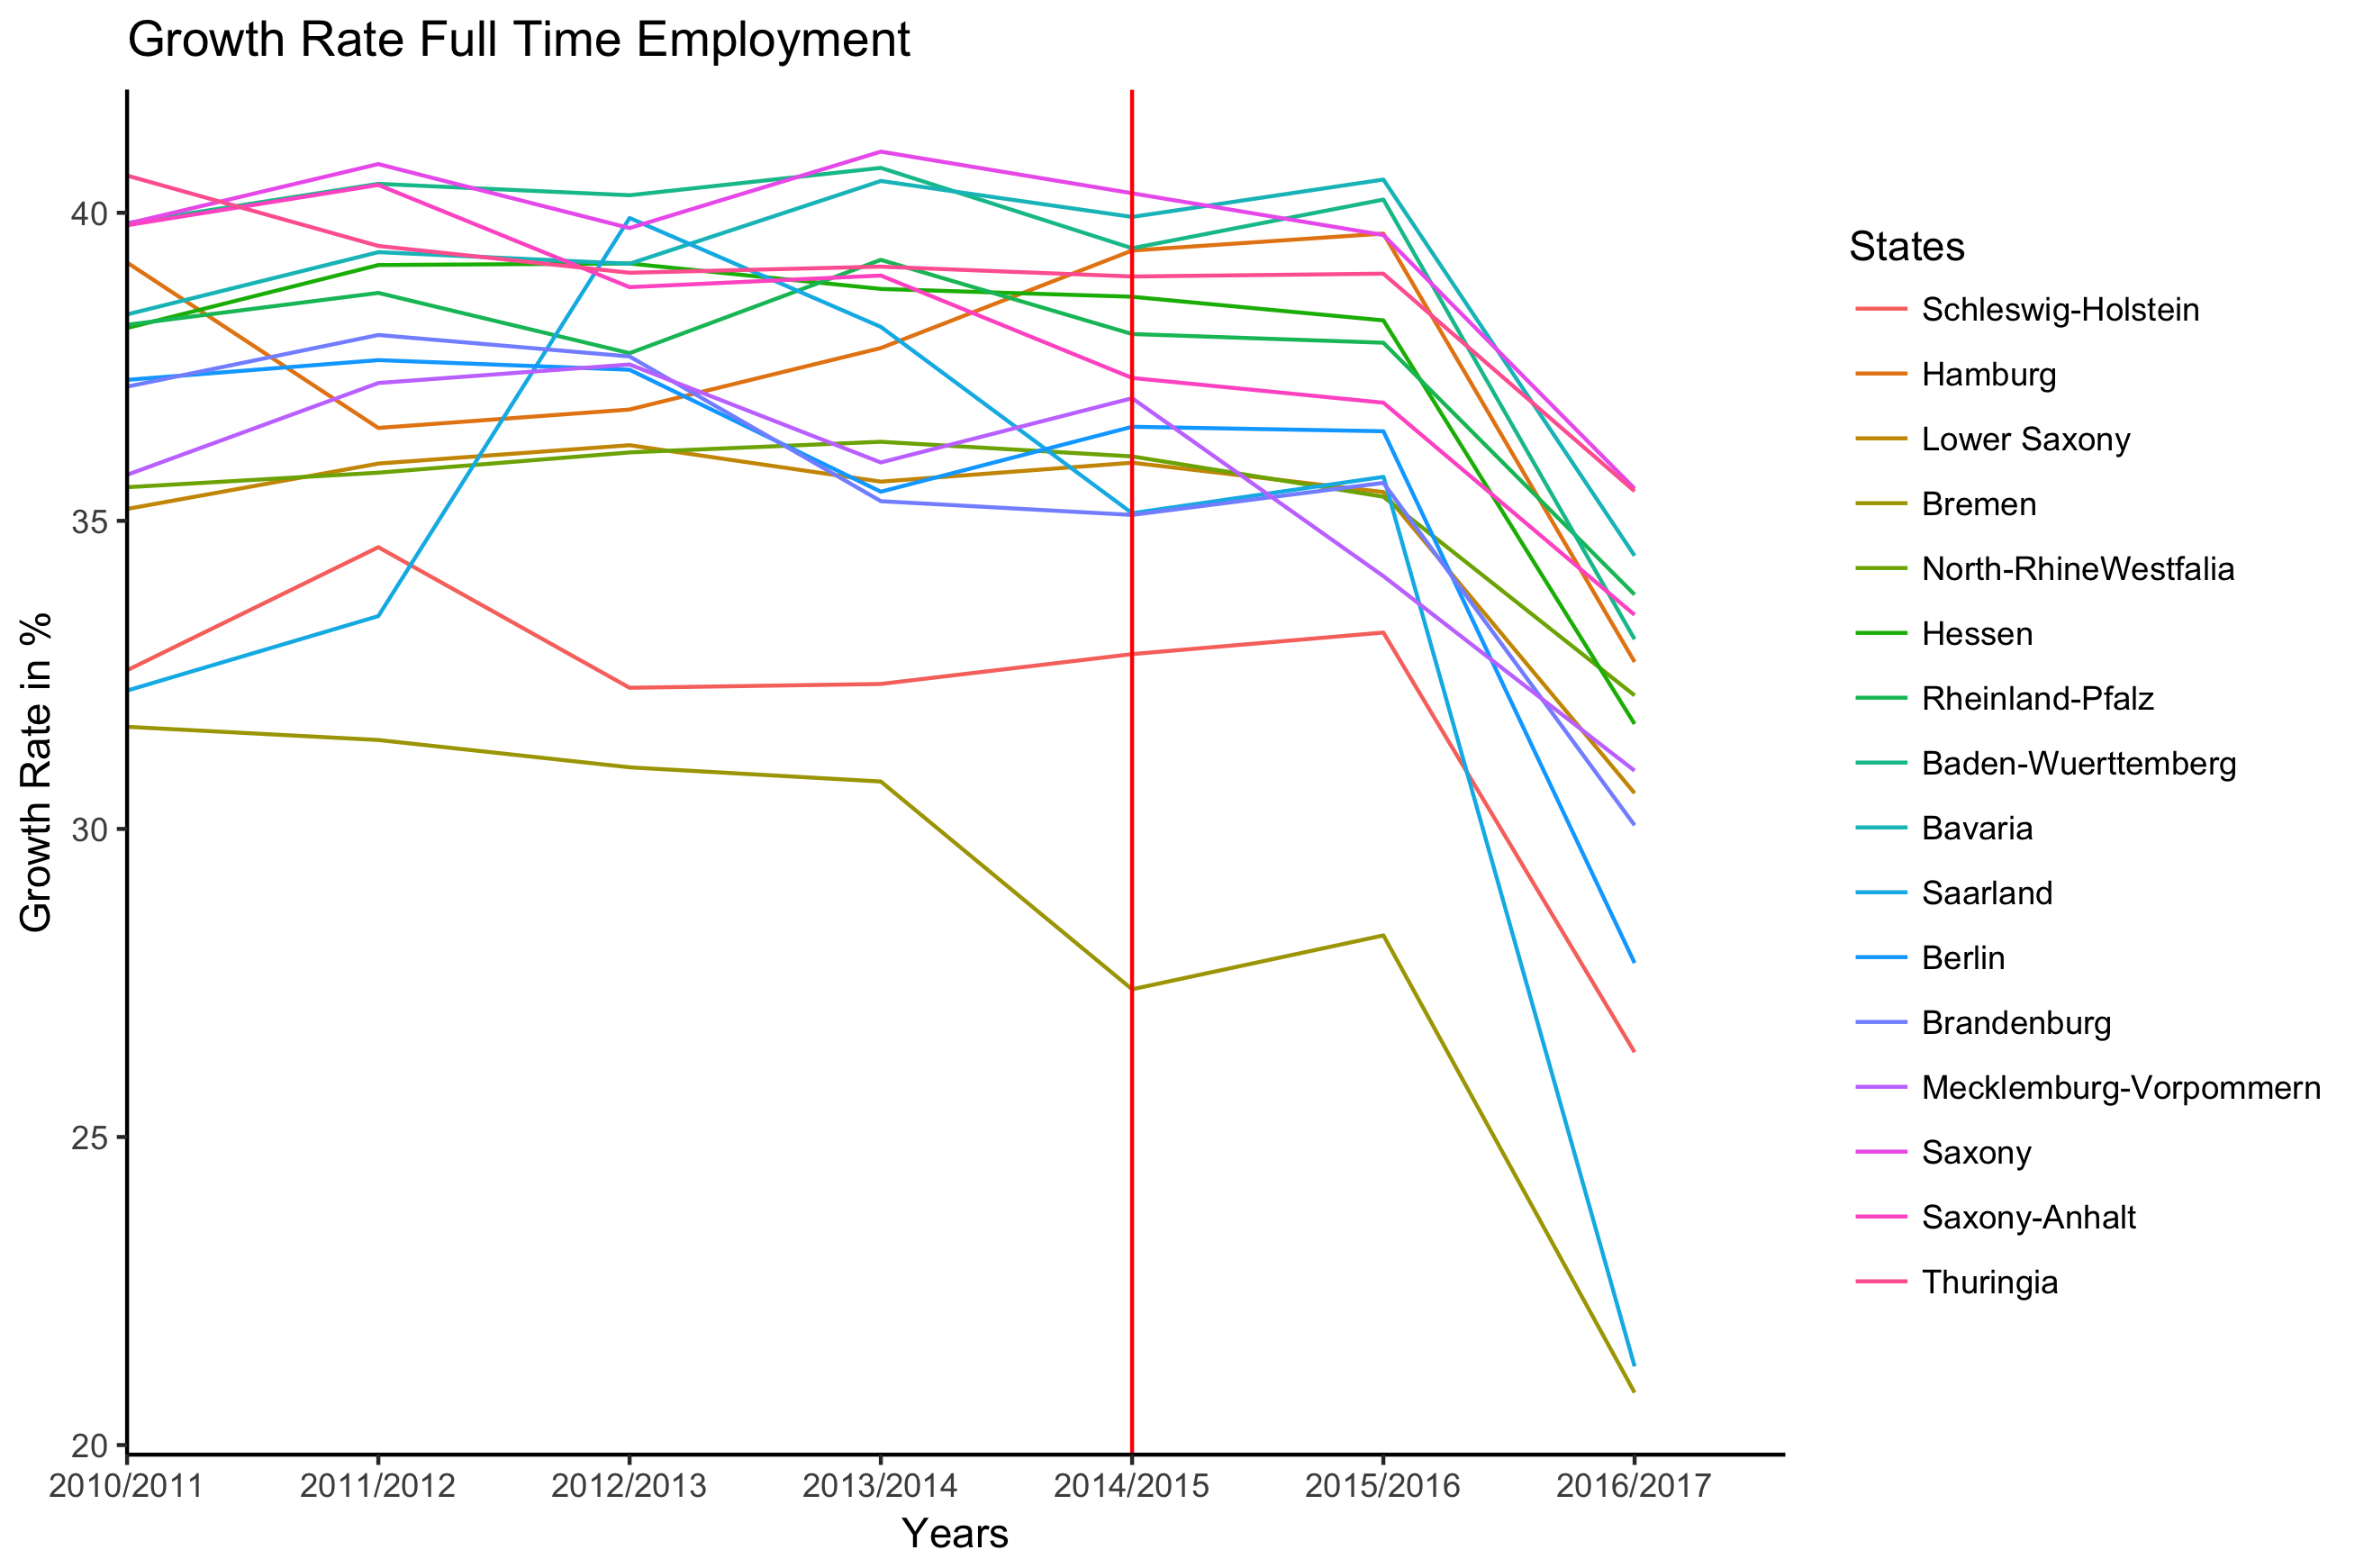 Growth Rate Full Time Employment
Growth Rate in %
40
35
30
25
20
2010/2011 2011/2012 2012/2013 2013/2014 2014/2015 2015/2016 2016/2017
Years
States
Schleswig-Holstein
Hamburg
Lower Saxony
Bremen
North-RhineWestfalia
Hessen
Rheinland-Pfalz
Baden-Wuerttemberg
Bavaria
Saarland
Berlin
Brandenburg
Mecklemburg-Vorpommern
Saxony
Saxony-Anhalt
Thuringia